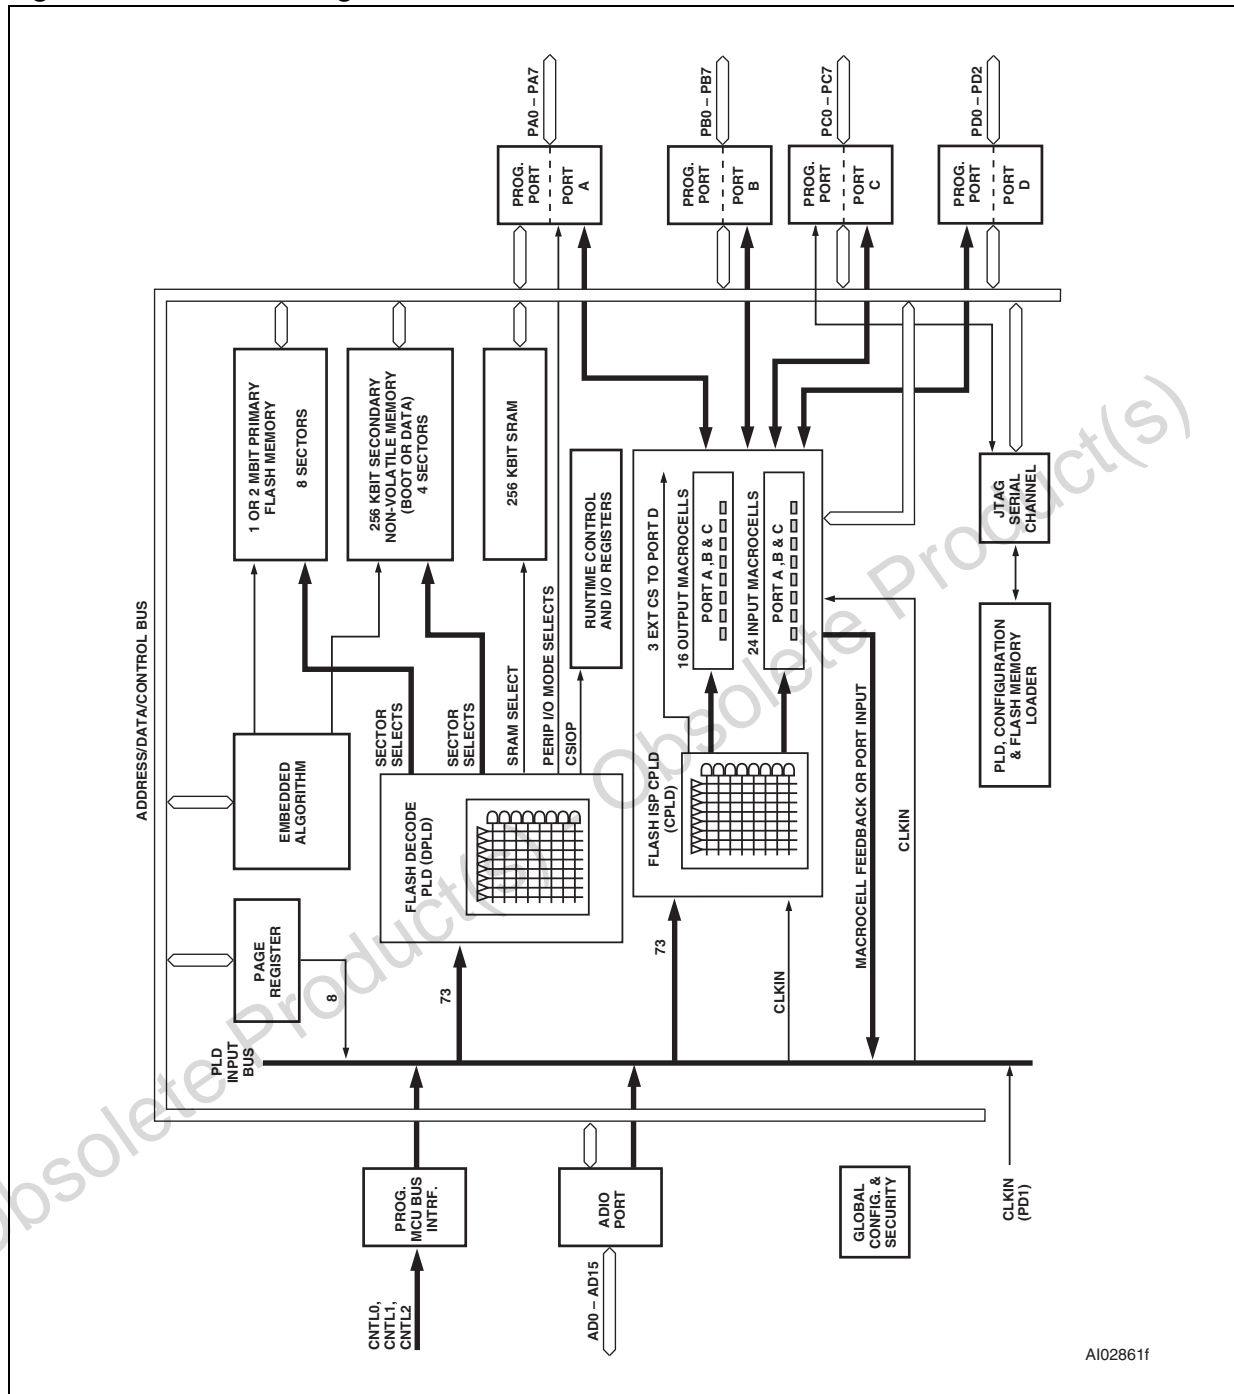 PA0 – PA7
PB0 – PB7
PC0 – PC7
PD0 – PD2
PROG.
PORT
PORT
A
PROG.
PORT
PORT
B
PROG.
PORT
PORT
C
PROG.
PORT
PORT
D
ADDRESS/DATA/CONTROL BUS
1 OR 2 MBIT PRIMARY
FLASH MEMORY
8 SECTORS
256 KBIT SECONDARY
NON-VOLATILE MEMORY
(BOOT OR DATA)
4 SECTORS
256 KBIT SRAM
RUNTIME CONTROL
AND I/O REGISTERS
3 EXT CS TO PORT D
16 OUTPUT MACROCELLS
PORT A ,B & C
24 INPUT MACROCELLS
PORT A ,B & C
JTAG
SERIAL
CHANNEL
PLD, CONFIGURATION
& FLASH MEMORY
LOADER
EMBEDDED
ALGORITHM
SECTOR
SELECTS
SECTOR
SELECTS
SRAM SELECT
PERIP I/O MODE SELECTS
CSIOP
FLASH DECODE
PLD (DPLD)
FLASH ISP CPLD
(CPLD)
MACROCELL FEEDBACK OR PORT INPUT
CLKIN
PAGE
REGISTER
8
73
73
CLKIN
PLD
INPUT
BUS
PROG.
MCU BUS
INTRF.
ADIO
PORT
GLOBAL
CONFIG. &
SECURITY
CLKIN
(PD1)
CNTL0,
CNTL1,
CNTL2
AD0 – AD15
AI02861f
Obsolete Product(s) - Obsolete Product(s)